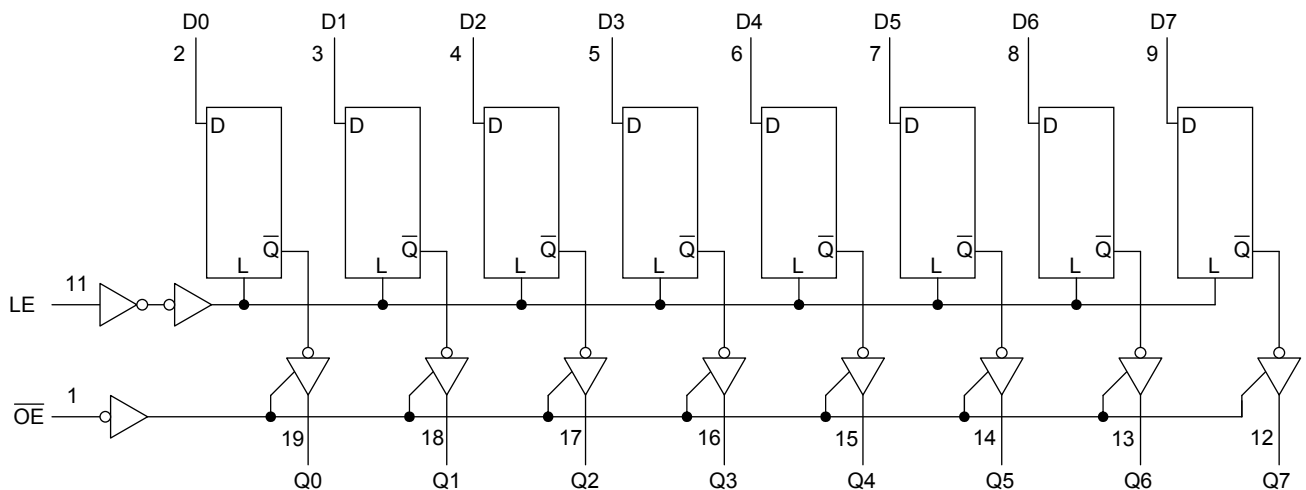 D0 D1 D2 D3 D4 D5 D6 D7
2 3 4 5 6 7 8 9
D D D D D D D D
Q̅ Q̅ Q̅ Q̅ Q̅ Q̅ Q̅ Q̅
L L L L L L L L
11
LE
1
O̅E̅
19 18 17 16 15 14 13 12
Q0 Q1 Q2 Q3 Q4 Q5 Q6 Q7